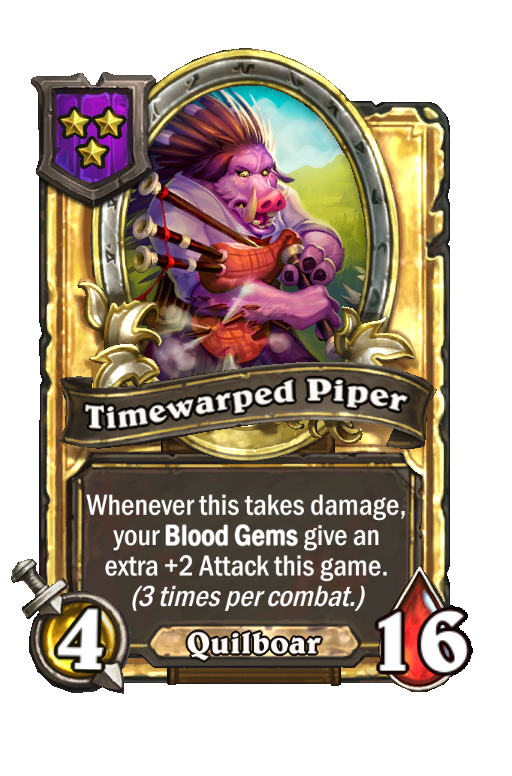 Timewarped Piper
Whenever this takes damage,
your Blood Gems give an
extra +2 Attack this game.
(3 times per combat.)
4
Quilboar
16